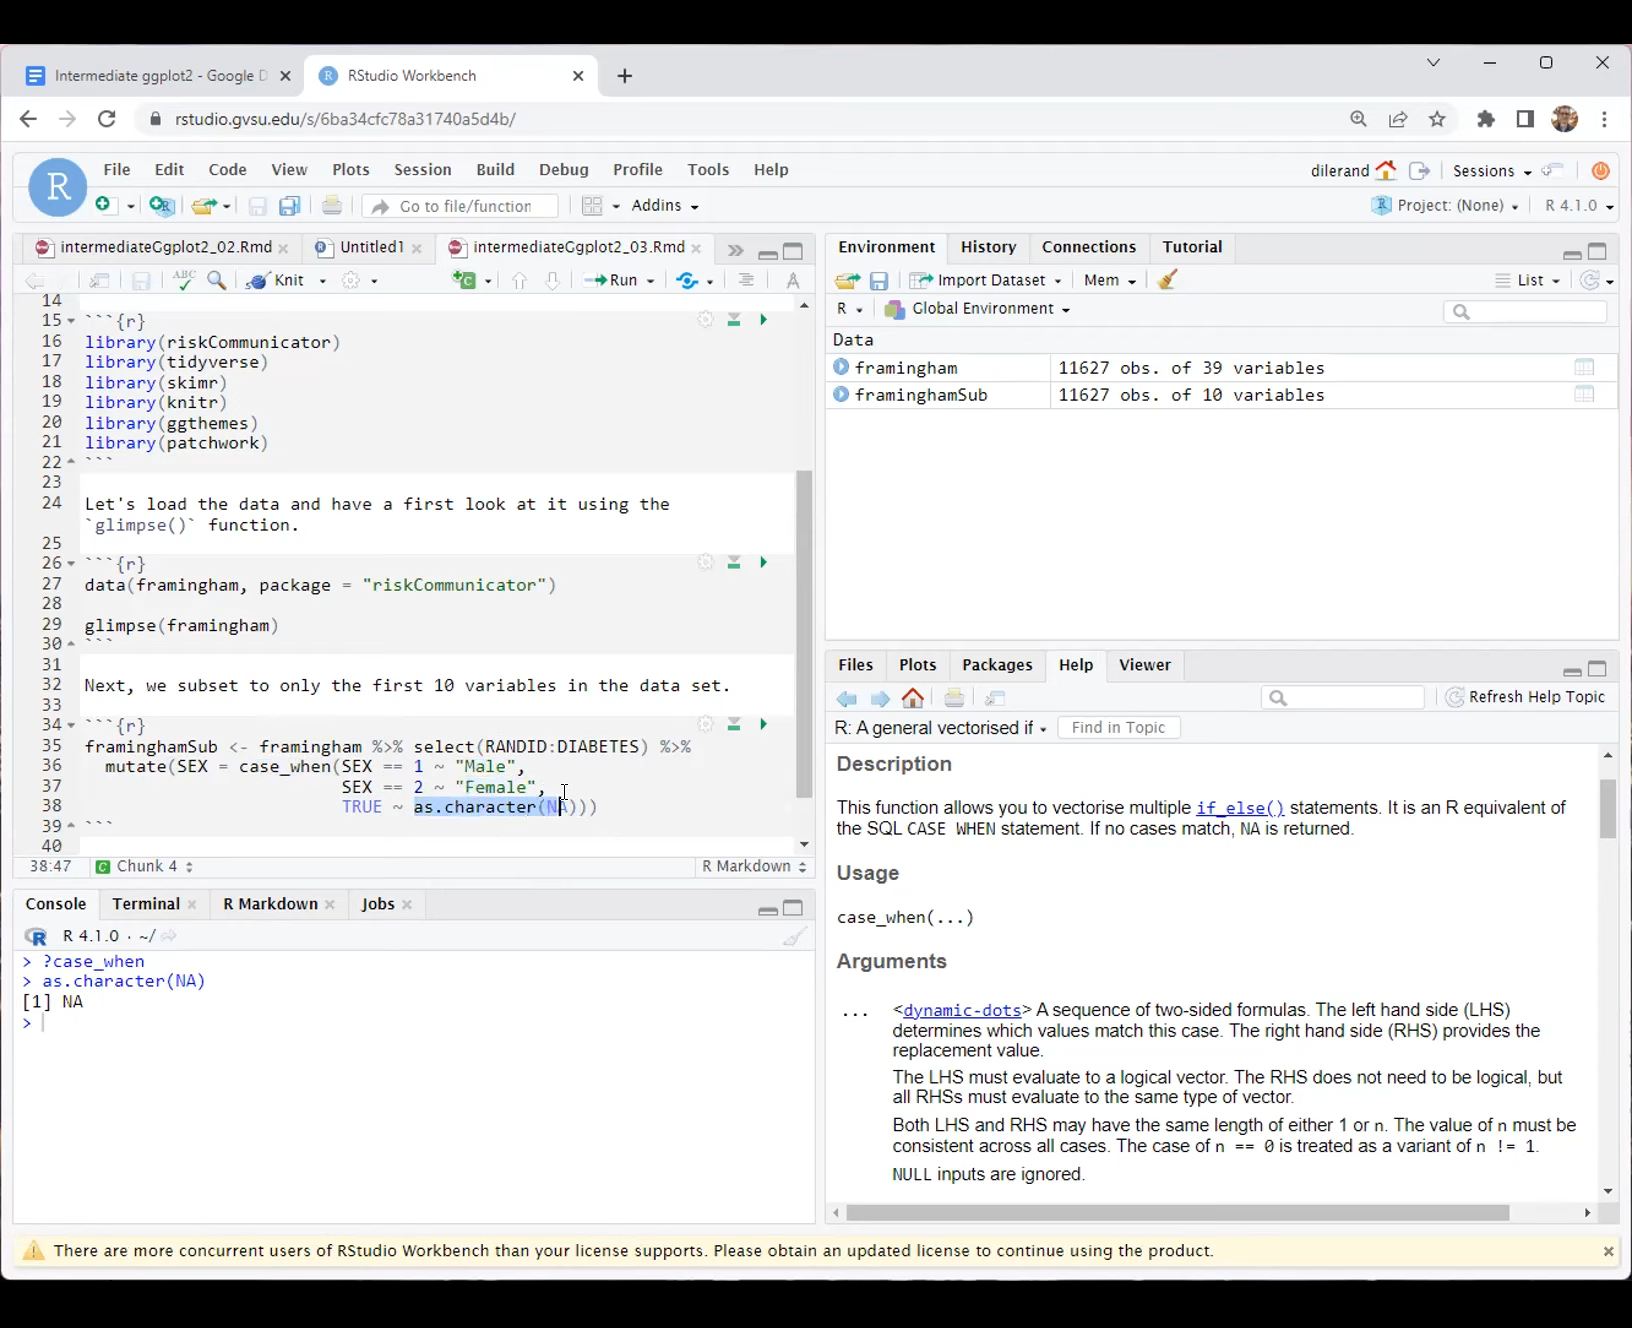 Intermediate ggplot2 - Google D
RStudio Workbench
rstudio.gvsu.edu/s/6ba34cfc78a31740a5d4b/
R
File Edit Code View Plots Session Build Debug Profile Tools Help
dilerand Sessions
Go to file/function Addins
Project: (None) R 4.1.0
intermediateGgplot2_02.Rmd Untitled1 intermediateGgplot2_03.Rmd
ABC Knit Run
14
15 ```{r}
16 library(riskCommunicator)
17 library(tidyverse)
18 library(skimr)
19 library(knitr)
20 library(ggthemes)
21 library(patchwork)
22 ```
23
24 Let's load the data and have a first look at it using the
`glimpse()` function.
25
26 ```{r}
27 data(framingham, package = "riskCommunicator")
28
29 glimpse(framingham)
30 ```
31
32 Next, we subset to only the first 10 variables in the data set.
33
34 ```{r}
35 framinghamSub <- framingham %>% select(RANDID:DIABETES) %>%
36 mutate(SEX = case_when(SEX == 1 ~ "Male",
37 SEX == 2 ~ "Female",
38 TRUE ~ as.character(NA)))
39 ```
40
38:47 C Chunk 4 R Markdown
Console Terminal R Markdown Jobs
R R 4.1.0 · ~/
> ?case_when
> as.character(NA)
[1] NA
>
Environment History Connections Tutorial
Import Dataset Mem List
R Global Environment
Data
framingham 11627 obs. of 39 variables
framinghamSub 11627 obs. of 10 variables
Files Plots Packages Help Viewer
Refresh Help Topic
R: A general vectorised if Find in Topic
Description
This function allows you to vectorise multiple if_else() statements. It is an R equivalent of
the SQL CASE WHEN statement. If no cases match, NA is returned.
Usage
case_when(...)
Arguments
... <dynamic-dots> A sequence of two-sided formulas. The left hand side (LHS)
determines which values match this case. The right hand side (RHS) provides the
replacement value.
The LHS must evaluate to a logical vector. The RHS does not need to be logical, but
all RHSs must evaluate to the same type of vector.
Both LHS and RHS may have the same length of either 1 or n. The value of n must be
consistent across all cases. The case of n == 0 is treated as a variant of n != 1.
NULL inputs are ignored.
There are more concurrent users of RStudio Workbench than your license supports. Please obtain an updated license to continue using the product.